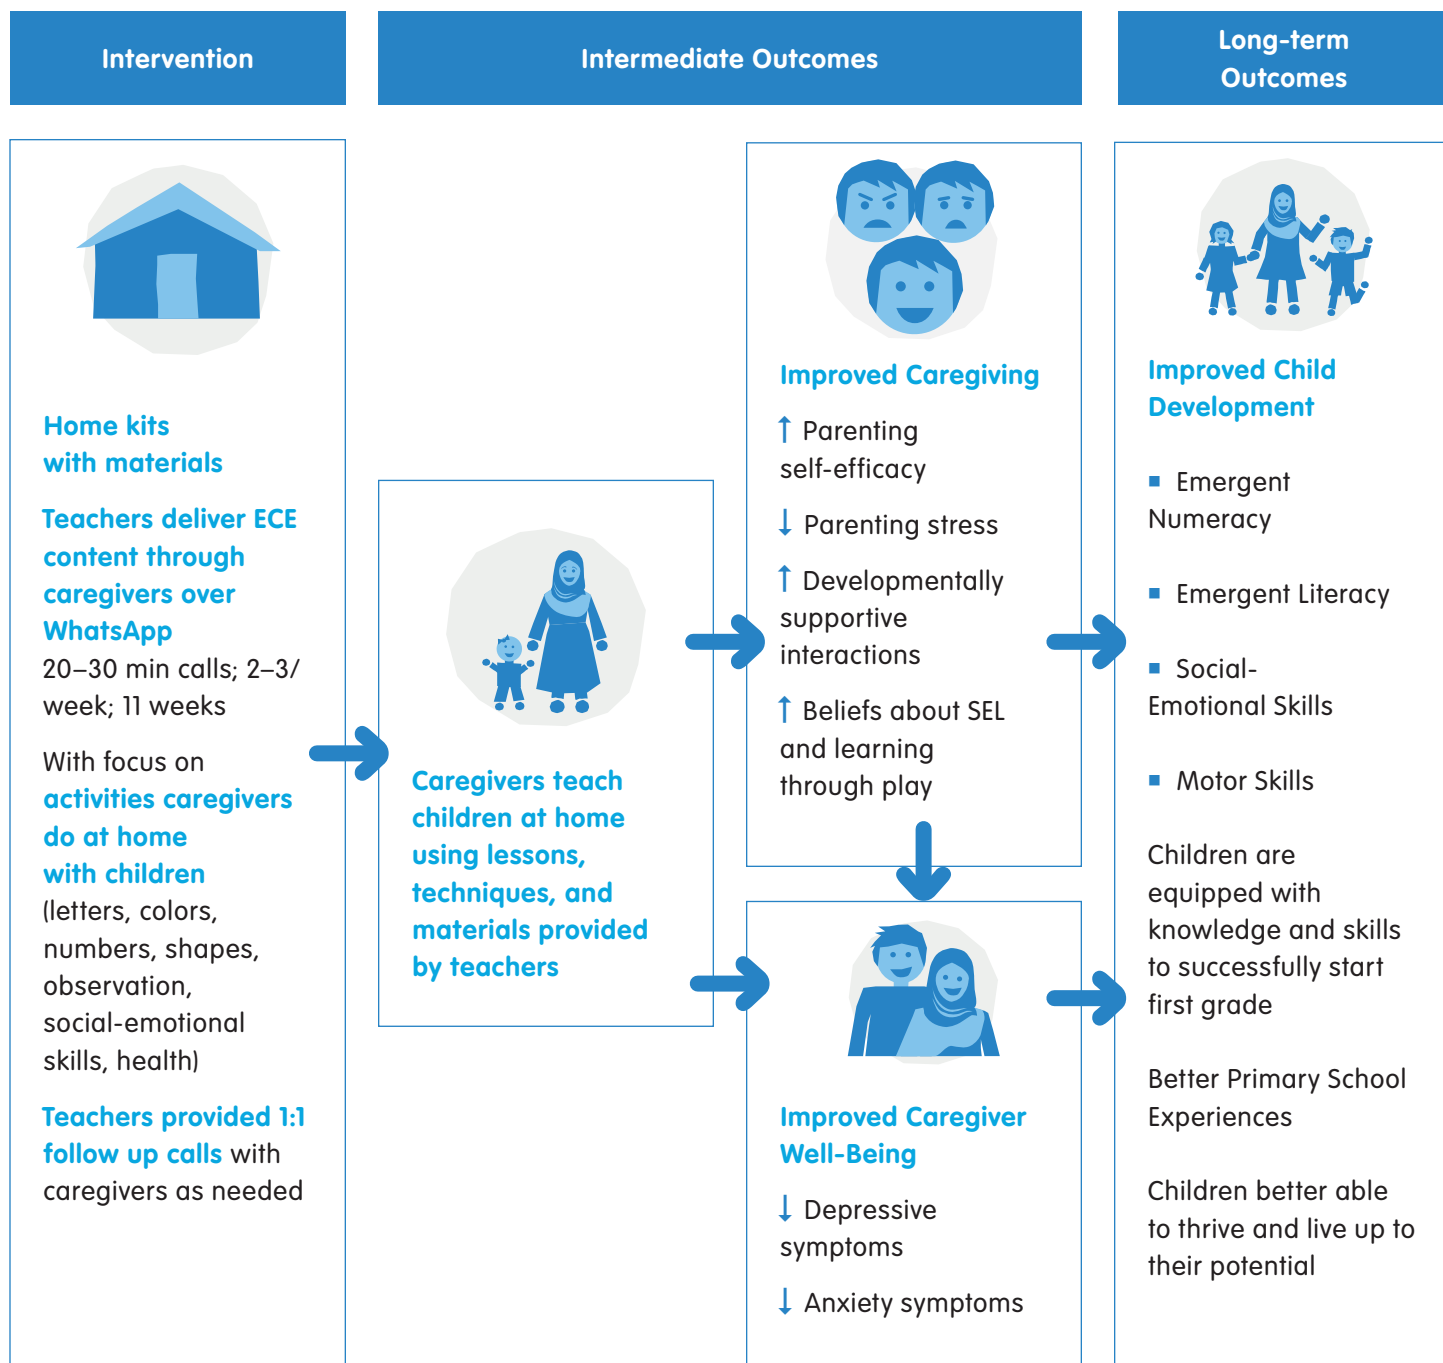 Intervention
Intermediate Outcomes
Long-term
Outcomes
Home kits
with materials
Teachers deliver ECE
content through
caregivers over
WhatsApp
20–30 min calls; 2–3/
week; 11 weeks
With focus on
activities caregivers
do at home
with children
(letters, colors,
numbers, shapes,
observation,
social-emotional
skills, health)
Teachers provided 1:1
follow up calls with
caregivers as needed
Caregivers teach
children at home
using lessons,
techniques, and
materials provided
by teachers
Improved Caregiving
↑ Parenting
self-efficacy
↓ Parenting stress
↑ Developmentally
supportive
interactions
↑ Beliefs about SEL
and learning
through play
Improved Caregiver
Well-Being
↓ Depressive
symptoms
↓ Anxiety symptoms
Improved Child
Development
▪ Emergent
Numeracy
▪ Emergent Literacy
▪ Social-
Emotional Skills
▪ Motor Skills
Children are
equipped with
knowledge and skills
to successfully start
first grade
Better Primary School
Experiences
Children better able
to thrive and live up to
their potential